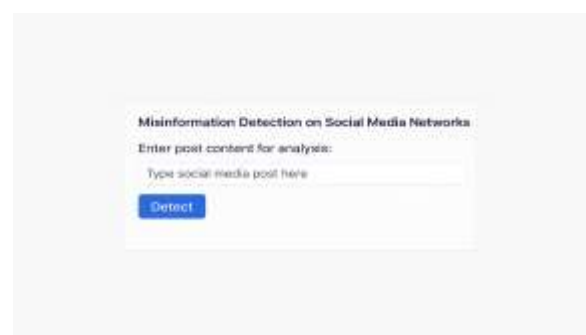 Misinformation Detection on Social Media Networks
Enter post content for analysis:
Type social media post here
Detect